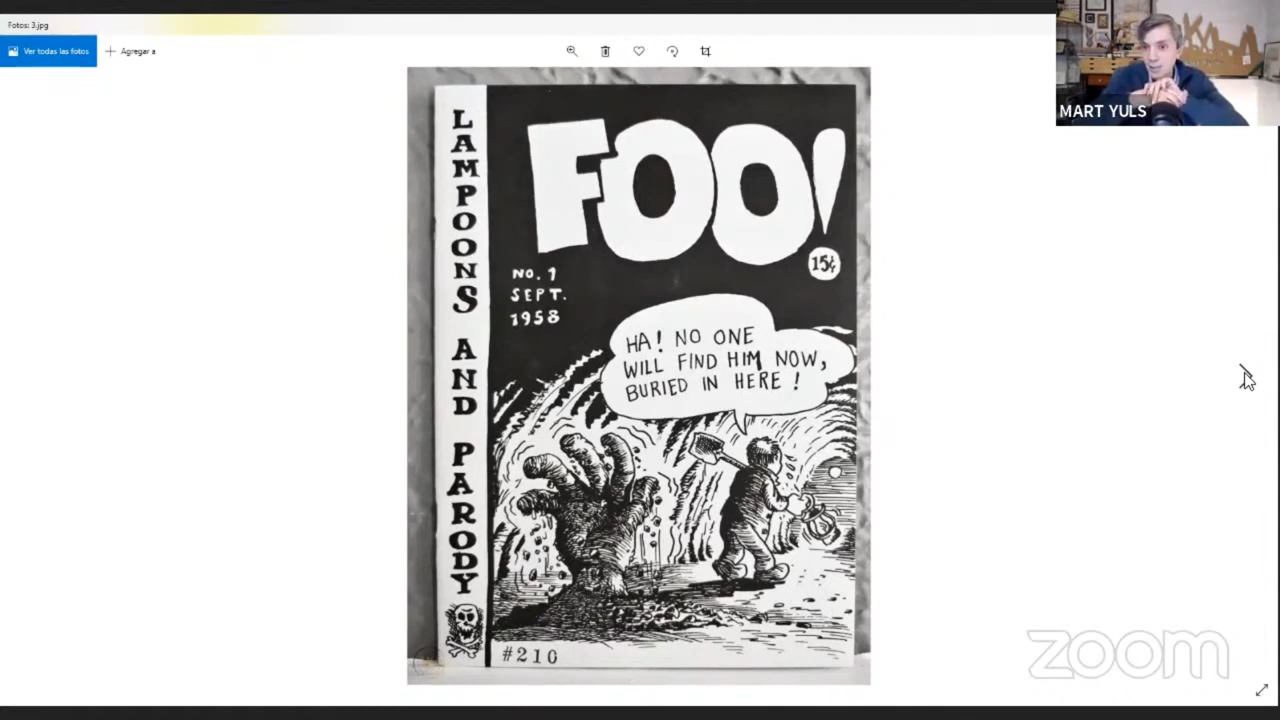 Fotos: 3.jpg
Ver todas las fotos
Agregar a
MART YULS
LAMPOONS AND PARODY
FOO!
15¢
NO. 1
SEPT.
1958
HA! NO ONE
WILL FIND HIM NOW,
BURIED IN HERE!
#210
zoom